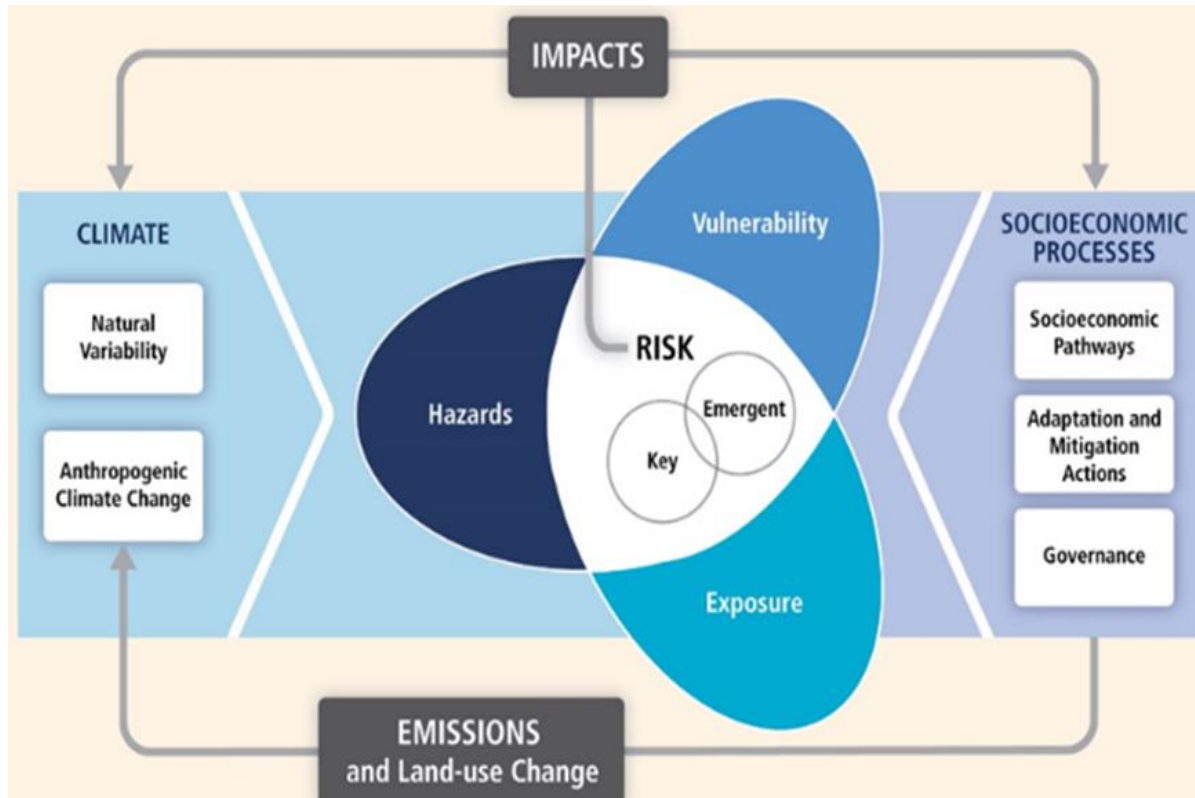 IMPACTS
CLIMATE
Natural
Variability
Anthropogenic
Climate Change
Vulnerability
Hazards
RISK
Emergent
Key
Exposure
SOCIOECONOMIC
PROCESSES
Socioeconomic
Pathways
Adaptation and
Mitigation
Actions
Governance
EMISSIONS
and Land-use Change